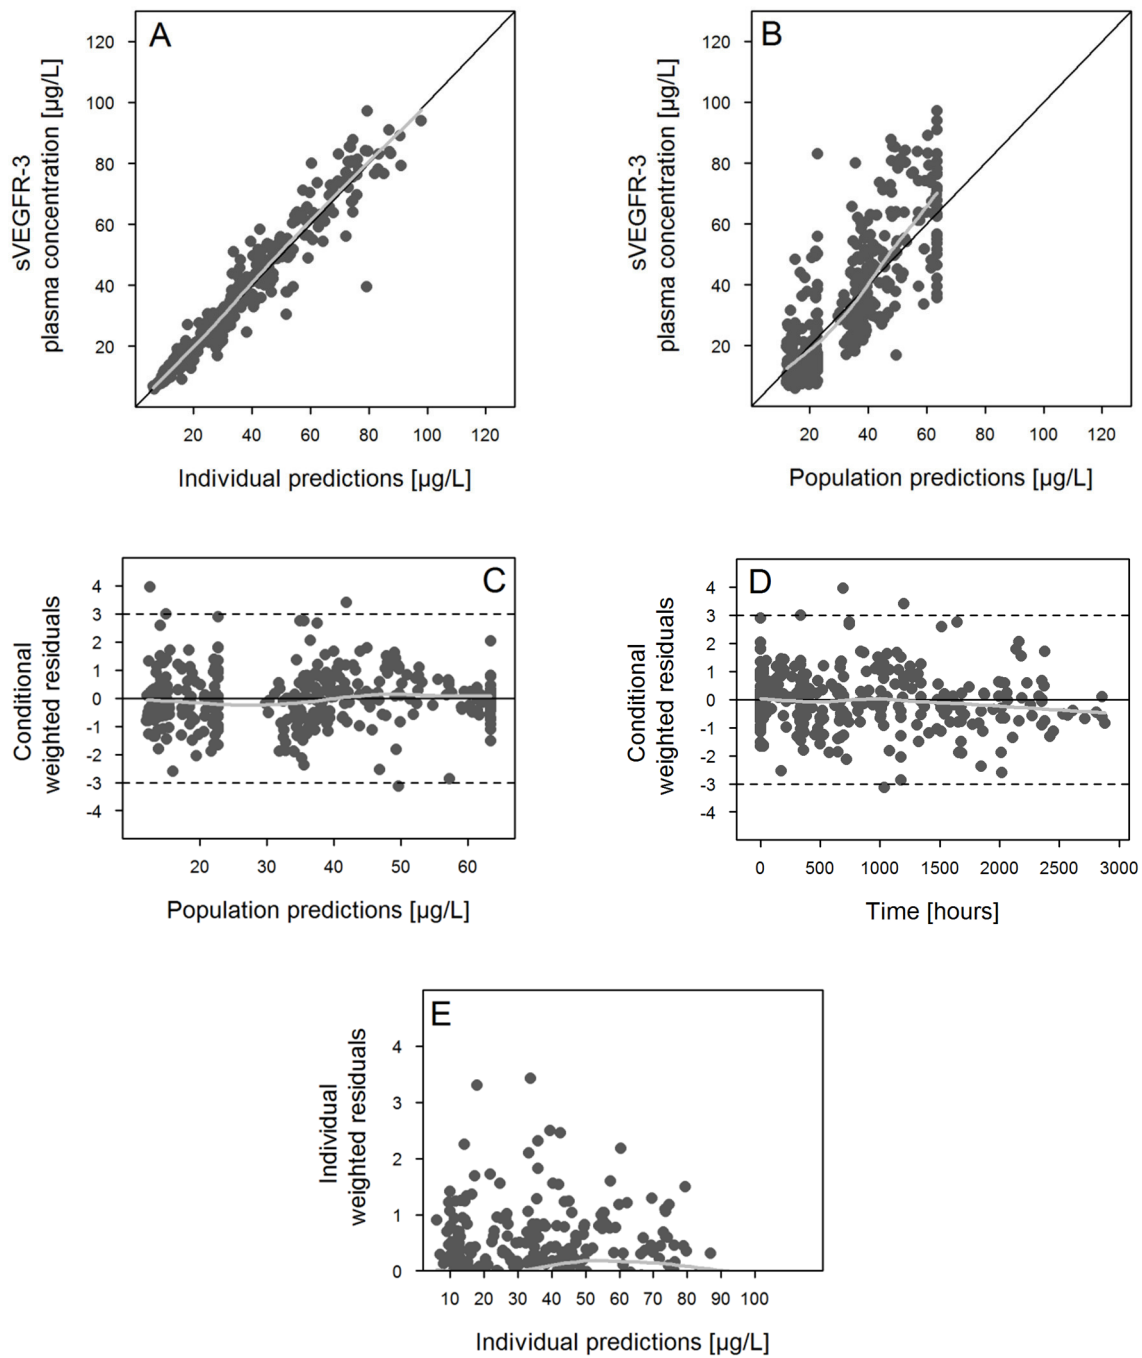 A
sVEGFR-3
plasma concentration [µg/L]
120
100
80
60
40
20
20 40 60 80 100 120
Individual predictions [µg/L]
B
sVEGFR-3
plasma concentration [µg/L]
120
100
80
60
40
20
20 40 60 80 100 120
Population predictions [µg/L]
C
Conditional
weighted residuals
4
3
2
1
0
-1
-2
-3
-4
20 30 40 50 60
Population predictions [µg/L]
D
Conditional
weighted residuals
4
3
2
1
0
-1
-2
-3
-4
0 500 1000 1500 2000 2500 3000
Time [hours]
E
Individual
weighted residuals
4
3
2
1
0
10 20 30 40 50 60 70 80 90 100
Individual predictions [µg/L]